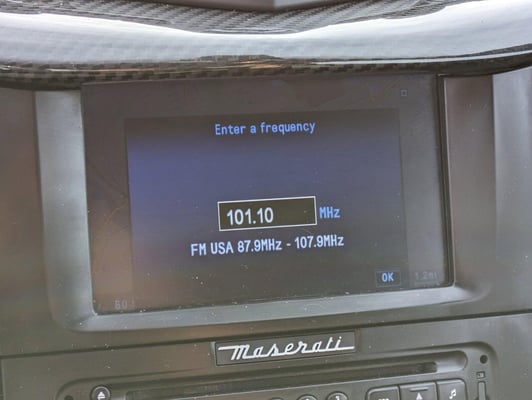 Enter a frequency
101.10 MHz
FM USA 87.9MHz - 107.9MHz
OK
Maserati